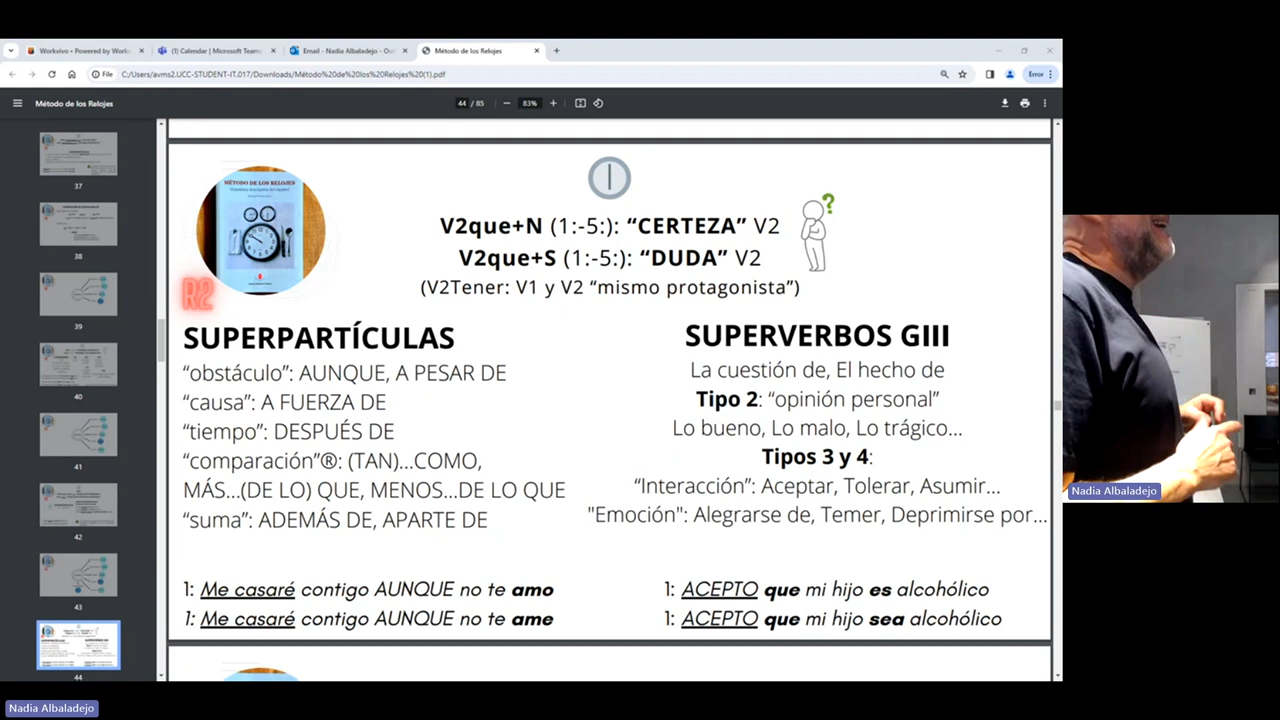 Workvivo • Powered by Work
(1) Calendar | Microsoft Teams
Email - Nadia Albaladejo - Out
Método de los Relojes
File
C:/Users/avms2.UCC-STUDENT-IT.017/Downloads/Método%20de%20los%20Relojes%20(1).pdf
Error
Método de los Relojes
44 / 85
83%
37
38
39
40
41
42
43
44
MÉTODO DE LOS RELOJES
R2
V2que+N (1:-5:): “CERTEZA” V2
V2que+S (1:-5:): “DUDA” V2
(V2Tener: V1 y V2 “mismo protagonista”)
?
SUPERPARTÍCULAS
“obstáculo”: AUNQUE, A PESAR DE
“causa”: A FUERZA DE
“tiempo”: DESPUÉS DE
“comparación”®: (TAN)...COMO,
MÁS...(DE LO) QUE, MENOS...DE LO QUE
“suma”: ADEMÁS DE, APARTE DE
1: Me casaré contigo AUNQUE no te amo
1: Me casaré contigo AUNQUE no te ame
SUPERVERBOS GIII
La cuestión de, El hecho de
Tipo 2: “opinión personal”
Lo bueno, Lo malo, Lo trágico...
Tipos 3 y 4:
“Interacción”: Aceptar, Tolerar, Asumir...
"Emoción": Alegrarse de, Temer, Deprimirse por...
1: ACEPTO que mi hijo es alcohólico
1: ACEPTO que mi hijo sea alcohólico
Nadia Albaladejo
Nadia Albaladejo